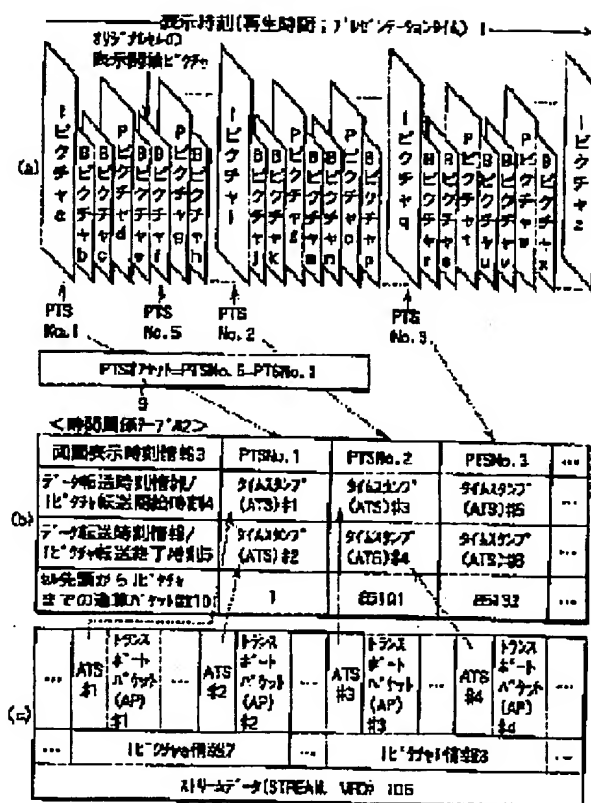 表示時刻(再生時間;プレゼンテーションタイム) 1
オリジナルセルの
表示開始ピクチャ
(a)
Iピクチャa
Bピクチャb
Bピクチャc
Pピクチャd
Bピクチャe
Bピクチャf
Pピクチャg
Bピクチャh
Iピクチャi
Bピクチャj
Bピクチャk
Pピクチャ
Bピクチャm
Bピクチャn
Pピクチャo
Bピクチャp
Iピクチャq
Bピクチャr
Bピクチャs
Pピクチャt
Bピクチャu
Bピクチャv
Pピクチャw
Bピクチャx
Iピクチャz
PTS No.1
PTS No.5
PTS No.2
PTS No.3
PTSオフセット=PTSNo.5-PTSNo.1
9
<時間関係テーブル2>
(b)
画面表示時刻情報3 PTSNo.1 PTSNo.2 PTSNo.3 …
データ転送時刻情報/
Iピクチャ転送開始時刻4
タイムスタンプ(ATS)#1 タイムスタンプ(ATS)#3 タイムスタンプ(ATS)#5 …
データ転送時刻情報/
Iピクチャ転送終了時刻5
タイムスタンプ(ATS)#2 タイムスタンプ(ATS)#4 タイムスタンプ(ATS)#6 …
セル先頭からIピクチャ
までの通算パケット数10
1 …
(c)
… ATS #1 トランスポートパケット(AP) #1 … ATS #2 トランスポートパケット(AP) #2 … ATS #3 トランスポートパケット(AP) #3 … ATS #4 トランスポートパケット(AP) #4 …
… Iピクチャa情報7 … Iピクチャi情報8 …
ストリームデータ(STREAM. VRO) 106